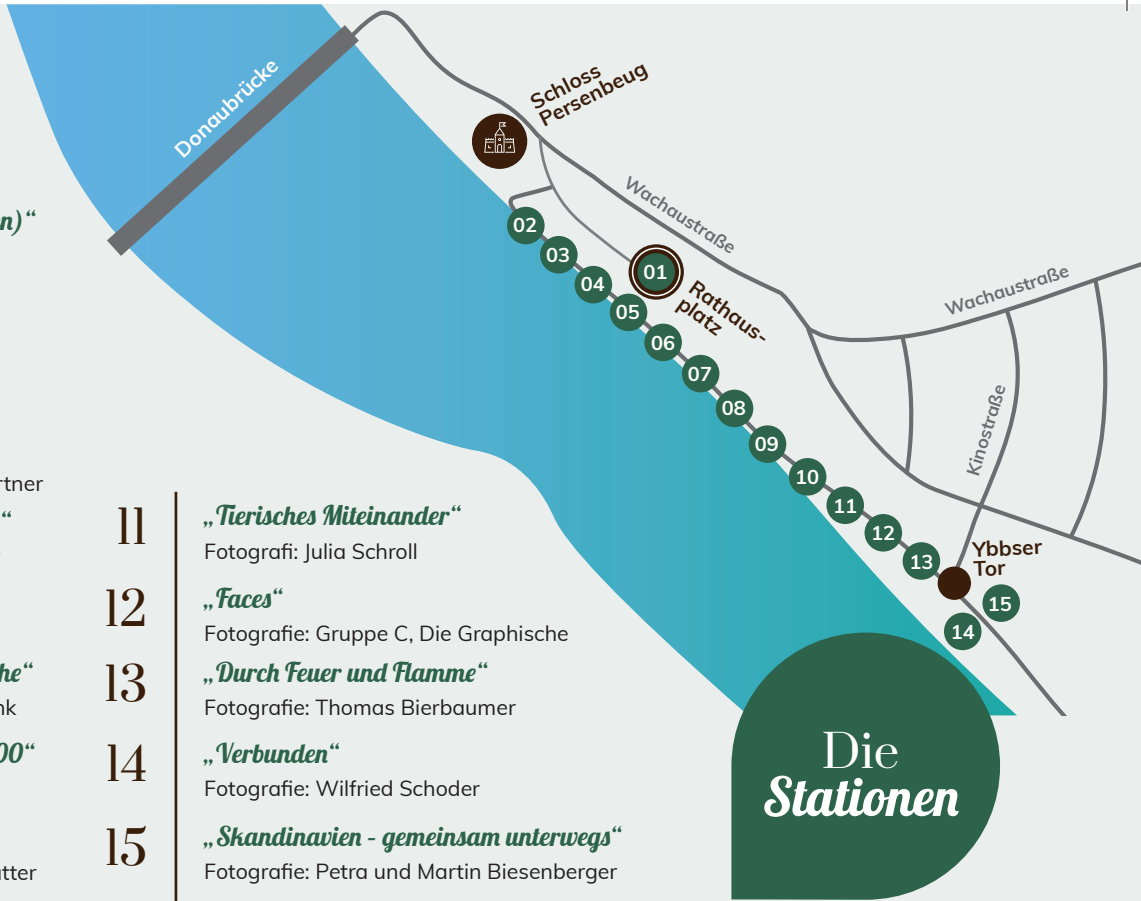 Donaubrücke
Schloss
Persenbeug
Wachaustraße
Wachaustraße
Kinostraße
01
Rathaus-
platz
02
03
04
05
06
07
08
09
10
11
12
13
Ybbser
Tor
15
14
n)“
rtner
“
he“
nk
00“
atter
11
„Tierisches Miteinander“
Fotografi: Julia Schroll
12
„Faces“
Fotografie: Gruppe C, Die Graphische
13
„Durch Feuer und Flamme“
Fotografie: Thomas Bierbaumer
14
„Verbunden“
Fotografie: Wilfried Schoder
15
„Skandinavien – gemeinsam unterwegs“
Fotografie: Petra und Martin Biesenberger
Die
Stationen